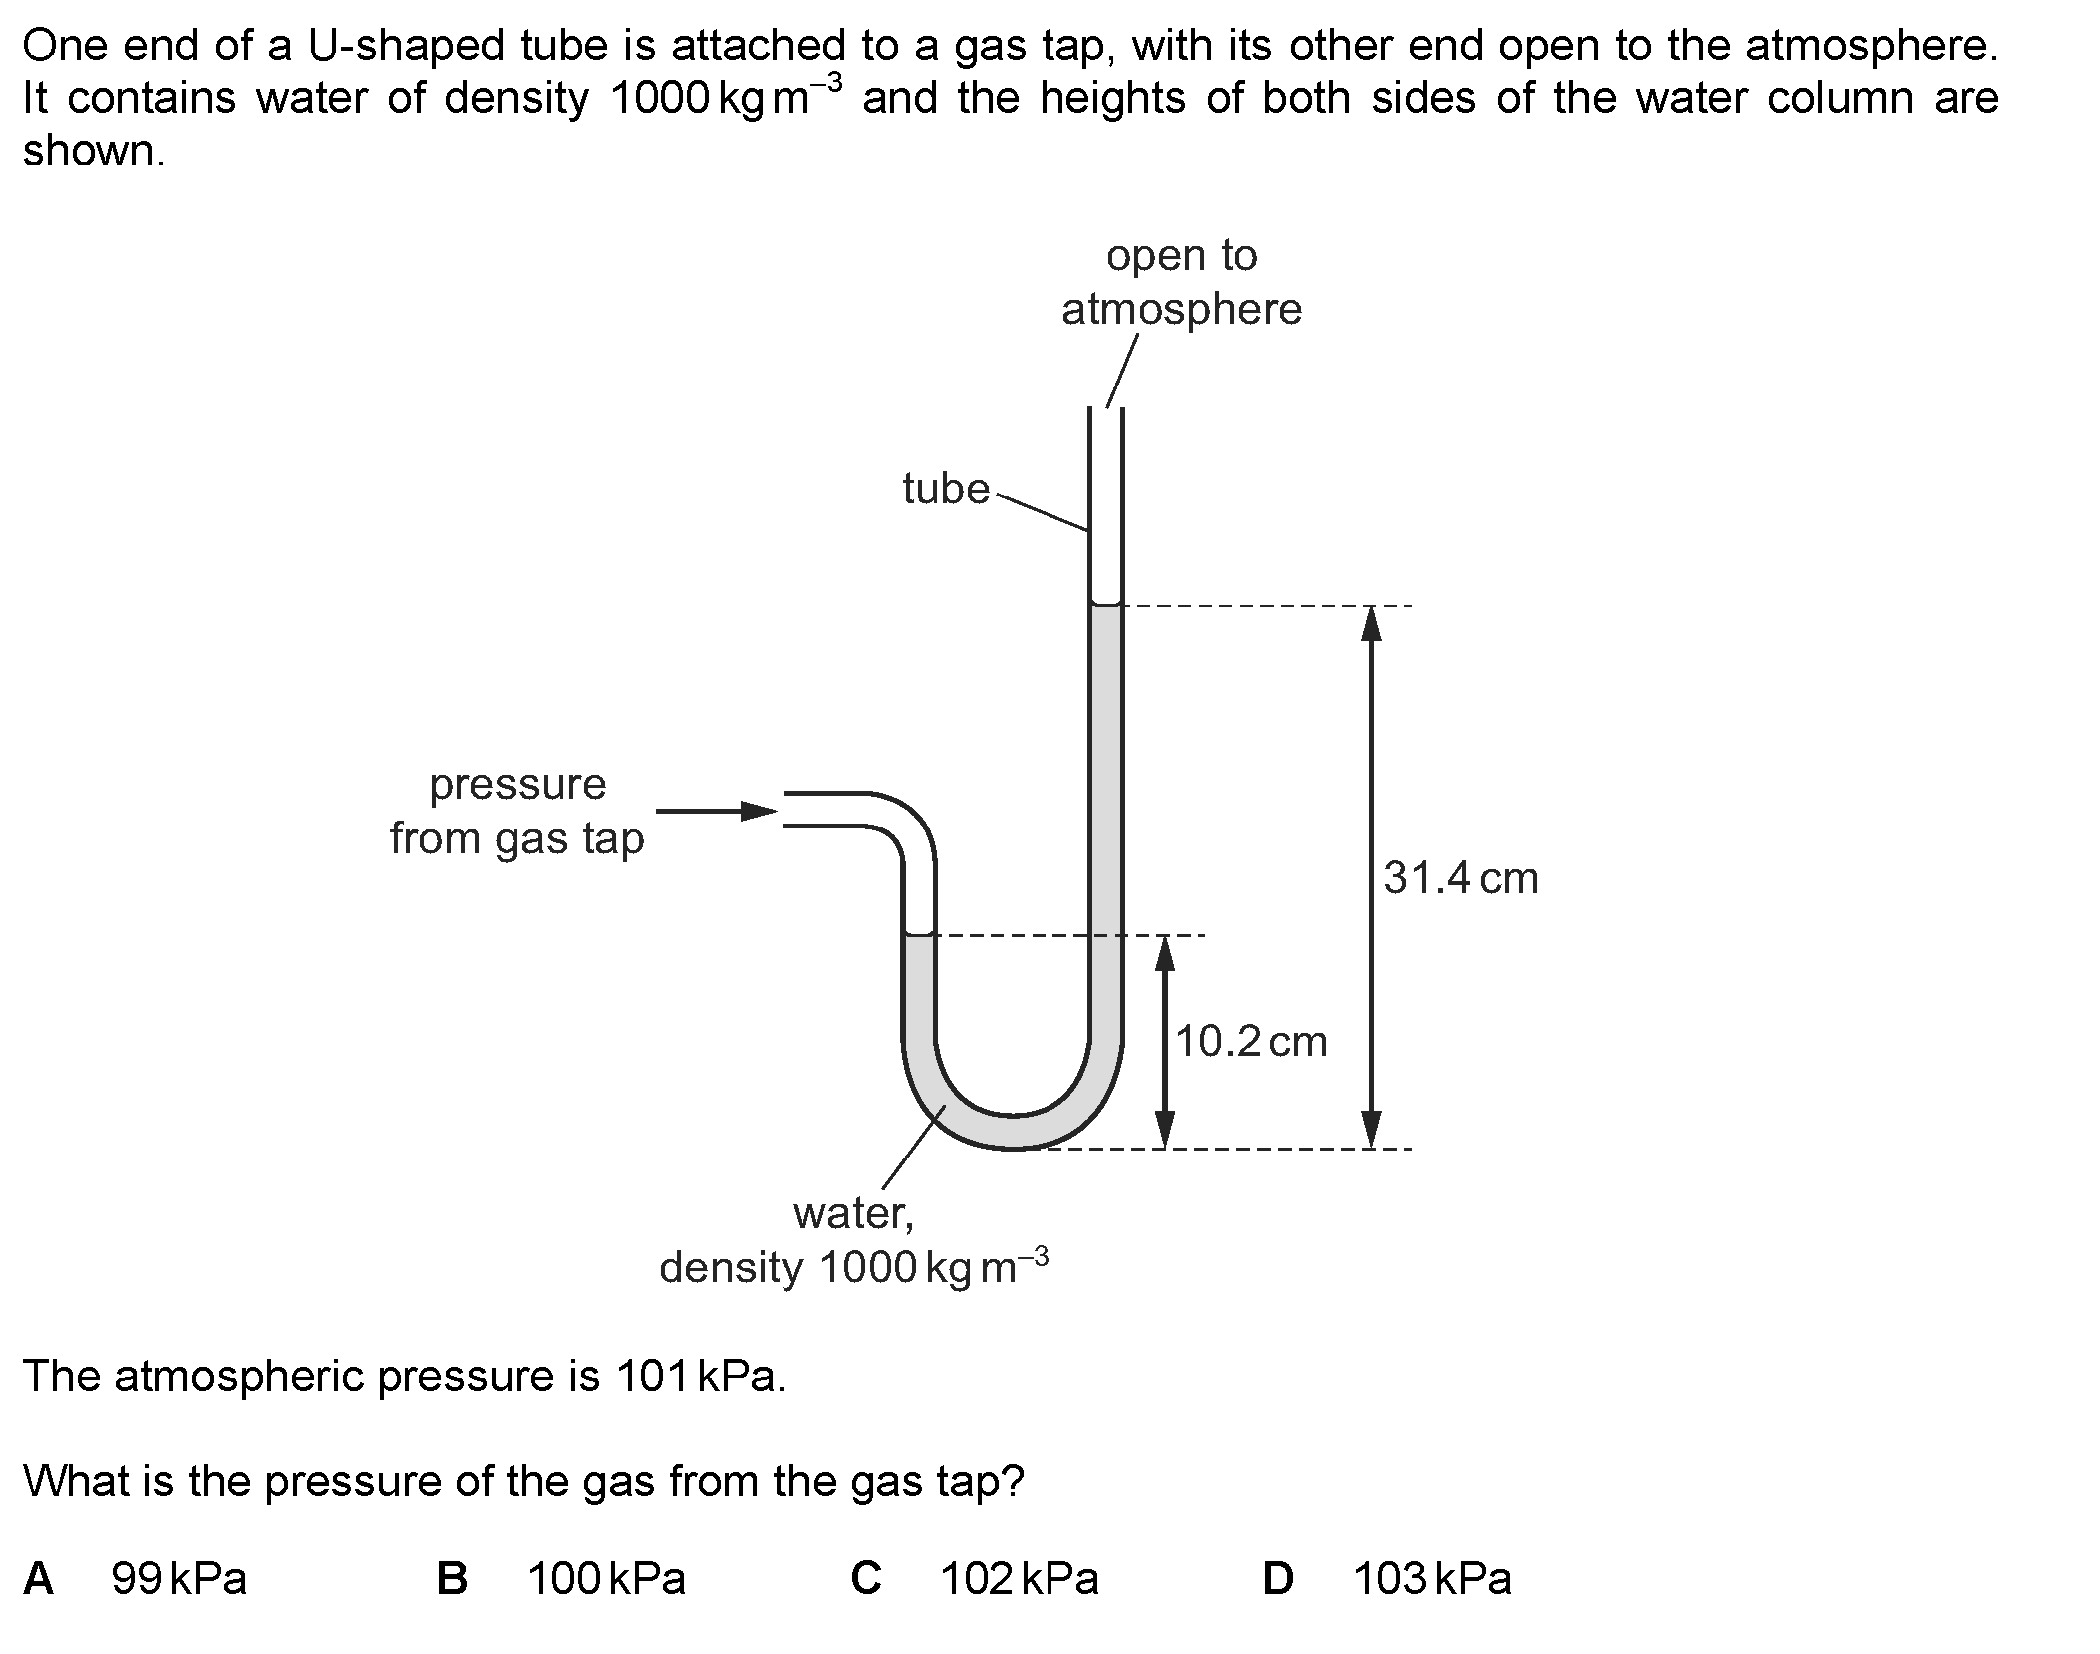 One end of a U-shaped tube is attached to a gas tap, with its other end open to the atmosphere.
It contains water of density 1000 kg m⁻³ and the heights of both sides of the water column are
shown.
open to
atmosphere
tube
pressure
from gas tap
31.4 cm
10.2 cm
water,
density 1000 kg m⁻³
The atmospheric pressure is 101 kPa.
What is the pressure of the gas from the gas tap?
A 99 kPa B 100 kPa C 102 kPa D 103 kPa